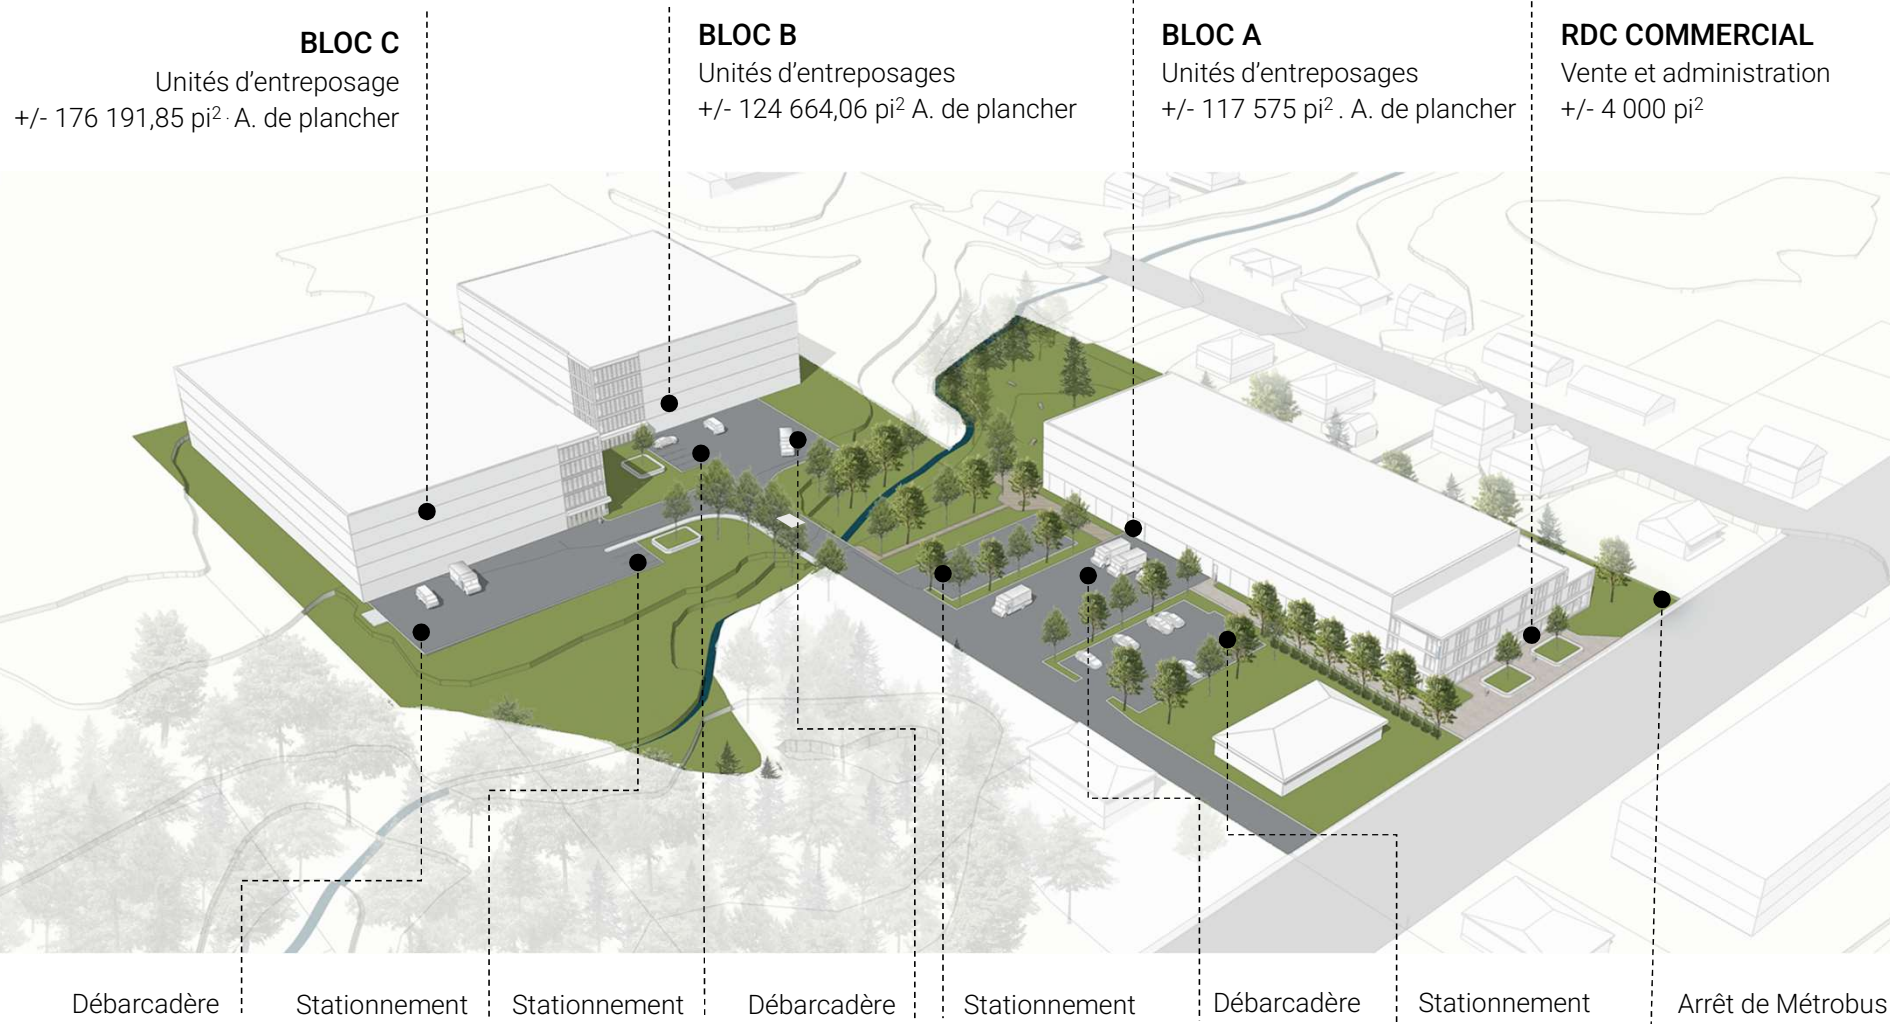 BLOC C
Unités d'entreposage
+/- 176 191,85 pi². A. de plancher
BLOC B
Unités d'entreposages
+/- 124 664,06 pi² A. de plancher
BLOC A
Unités d'entreposages
+/- 117 575 pi². A. de plancher
RDC COMMERCIAL
Vente et administration
+/- 4 000 pi²
Débarcadère
Stationnement
Stationnement
Débarcadère
Stationnement
Débarcadère
Stationnement
Arrêt de Métrobus